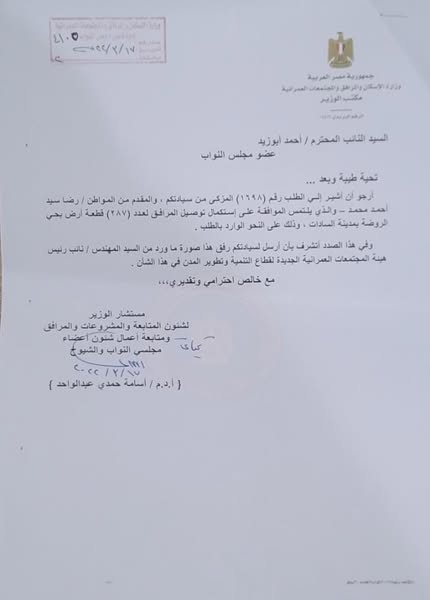 جمهورية مصر العربية
وزارة الإسكان والمرافق والمجتمعات العمرانية
مكتب الوزير
٢٠٢٢/٢/١٧
السيد النائب المحترم / أحمد أبوزيد
عضو مجلس النواب
تحية طيبة وبعد ...
أرجو أن أشير إلي الطلب رقم (١٦٩٨) المزكى من سيادتكم ، والمقدم من المواطن / رضا سيد
أحمد محمد – والذي يلتمس الموافقة على إستكمال توصيل المرافق لعدد (٢٨٧) قطعة أرض بحي
الروضة بمدينة السادات ، وذلك على النحو الوارد بالطلب .
وفي هذا الصدد أتشرف بأن أرسل لسيادتكم رفق هذا صورة ما ورد من السيد المهندس / نائب رئيس
هيئة المجتمعات العمرانية الجديدة لقطاع التنمية وتطوير المدن في هذا الشأن .
مع خالص احترامي وتقديري،،،
مستشار الوزير
لشئون المتابعة والمشروعات والمرافق
ومتابعة أعمال شئون أعضاء
مجلسي النواب والشيوخ
٢٠٢٢/٢/١٧
{ أ.د.م / أسامة حمدي عبدالواحد }